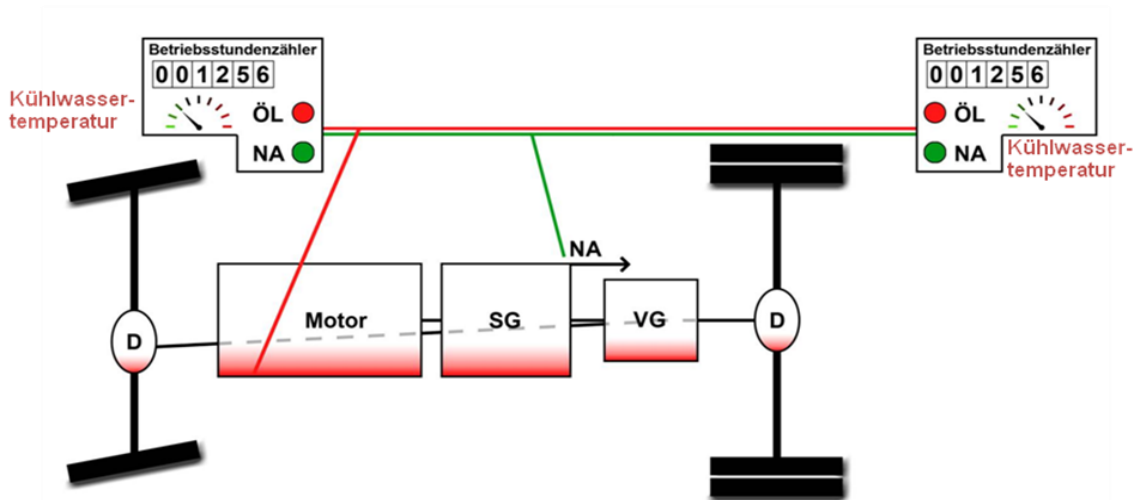 Betriebsstundenzähler
001256
Kühlwasser-
temperatur
ÖL
NA
Betriebsstundenzähler
001256
ÖL
NA
Kühlwasser-
temperatur
NA
Motor
SG
VG
D
D